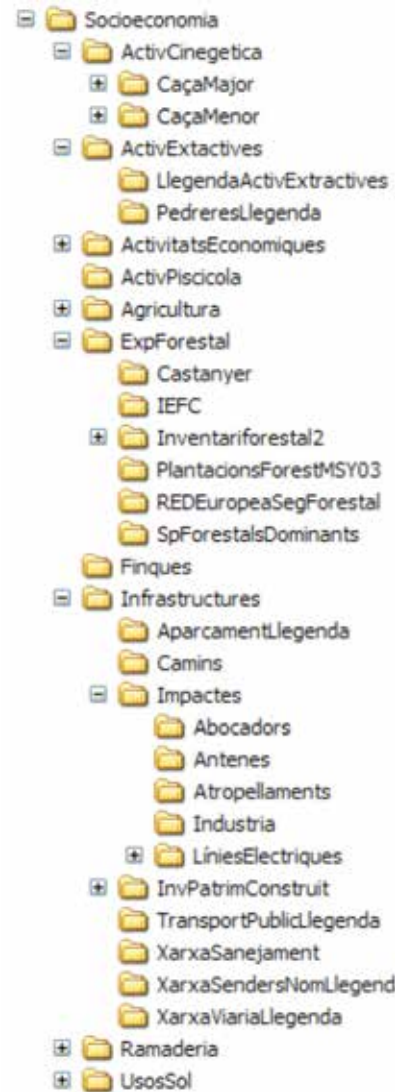 Socioeconomia
ActivCinegetica
CaçaMajor
CaçaMenor
ActivExtactives
LlegendaActivExtractives
PedreresLlegenda
ActivitatsEconomiques
ActivPiscicola
Agricultura
ExpForestal
Castanyer
IEFC
Inventariforestal2
PlantacionsForestMSY03
REDEuropeaSegForestal
SpForestalsDominants
Finques
Infrastructures
AparcamentLlegenda
Camins
Impactes
Abocadors
Antenes
Atropellaments
Industria
LíniesElectriques
InvPatrimConstruit
TransportPublicLlegenda
XarxaSanejament
XarxaSendersNomLlegend
XarxaViariaLlegenda
Ramaderia
UsosSol